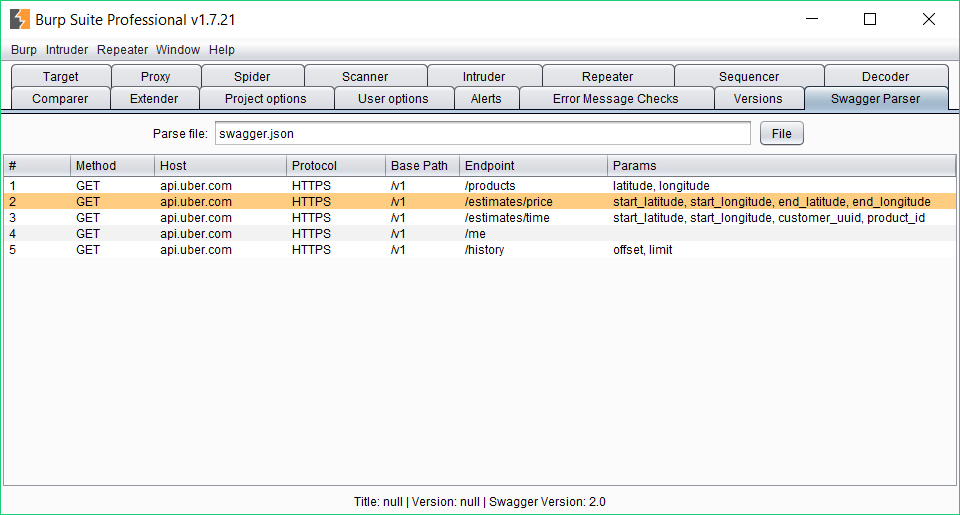 Burp Suite Professional v1.7.21
Burp Intruder Repeater Window Help
Target Proxy Spider Scanner Intruder Repeater Sequencer Decoder
Comparer Extender Project options User options Alerts Error Message Checks Versions Swagger Parser
Parse file: swagger.json File
# Method Host Protocol Base Path Endpoint Params
1 GET api.uber.com HTTPS /v1 /products latitude, longitude
2 GET api.uber.com HTTPS /v1 /estimates/price start_latitude, start_longitude, end_latitude, end_longitude
3 GET api.uber.com HTTPS /v1 /estimates/time start_latitude, start_longitude, customer_uuid, product_id
4 GET api.uber.com HTTPS /v1 /me
5 GET api.uber.com HTTPS /v1 /history offset, limit
Title: null | Version: null | Swagger Version: 2.0